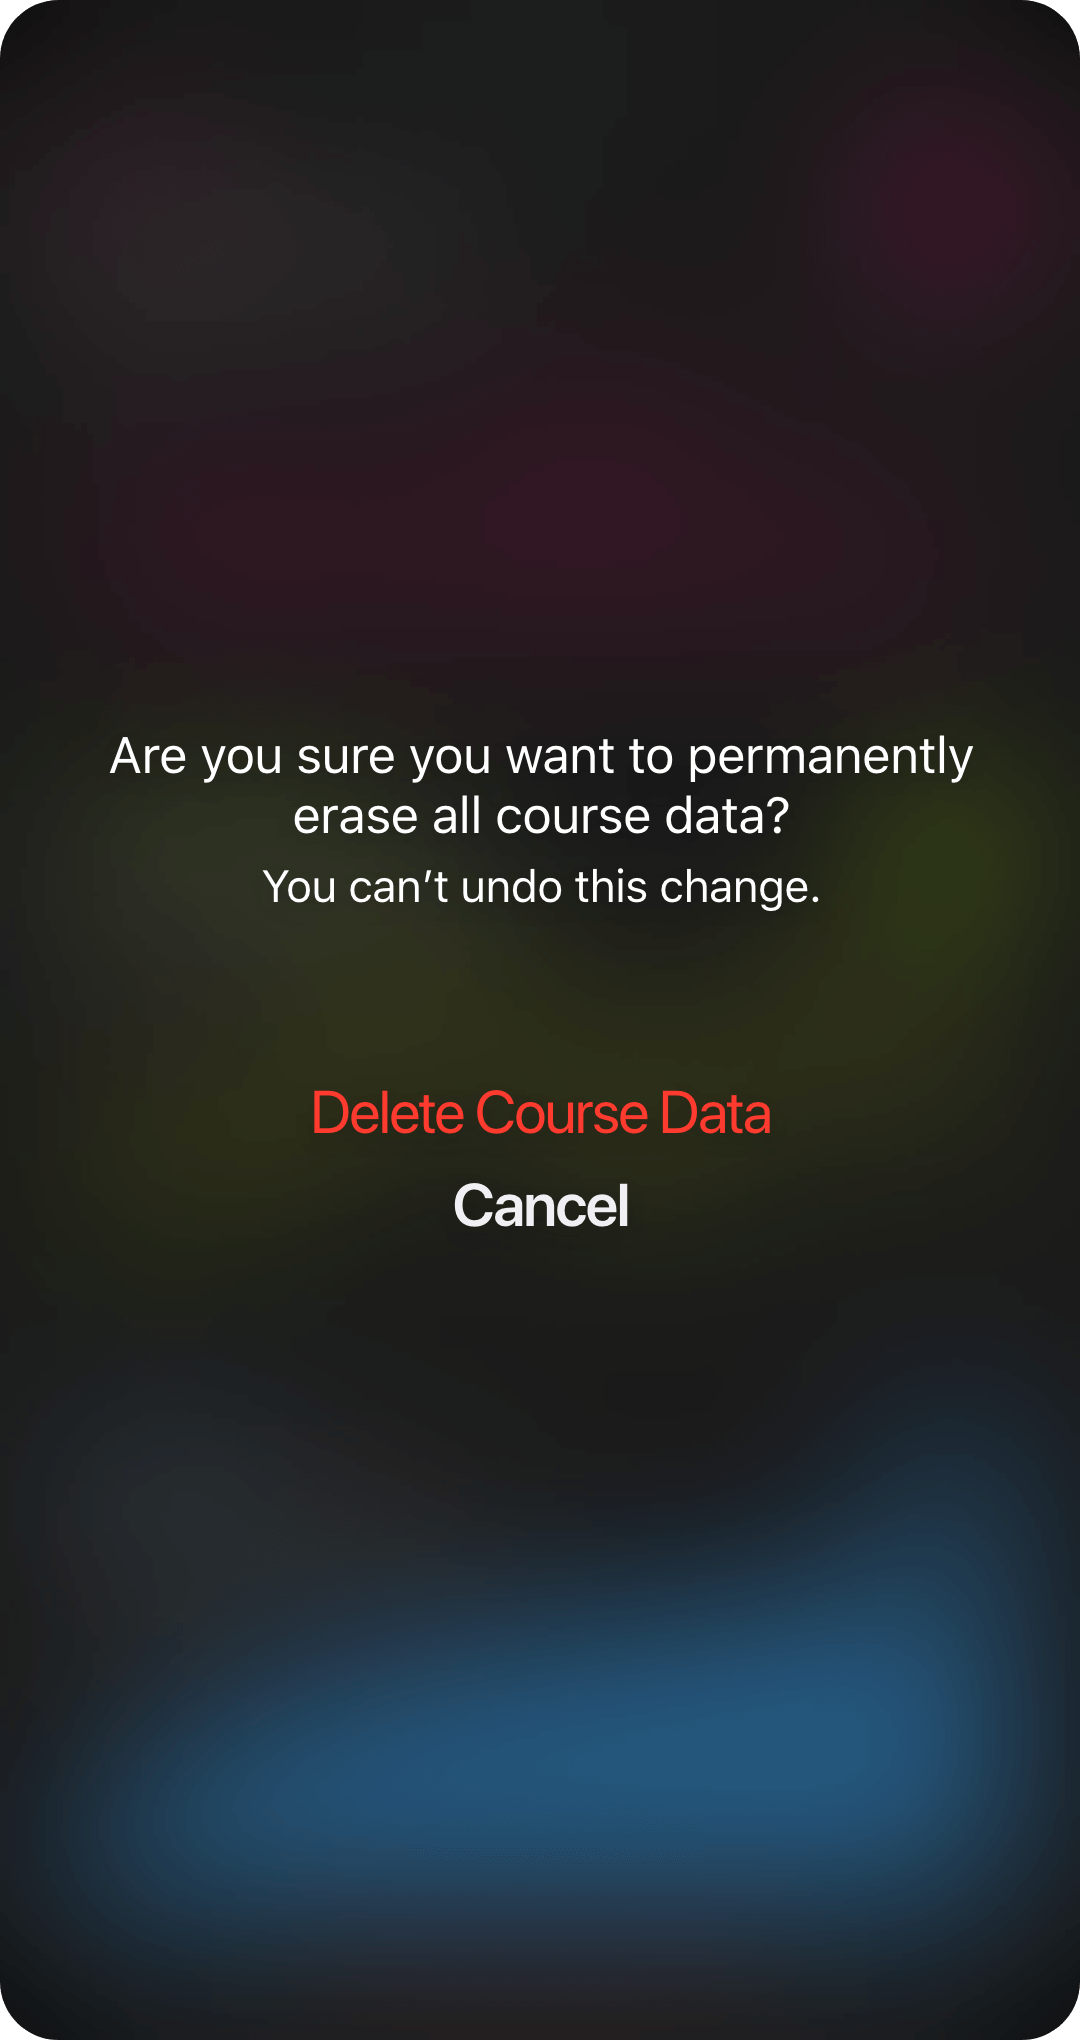 Are you sure you want to permanently
erase all course data?
You can’t undo this change.
Delete Course Data
Cancel